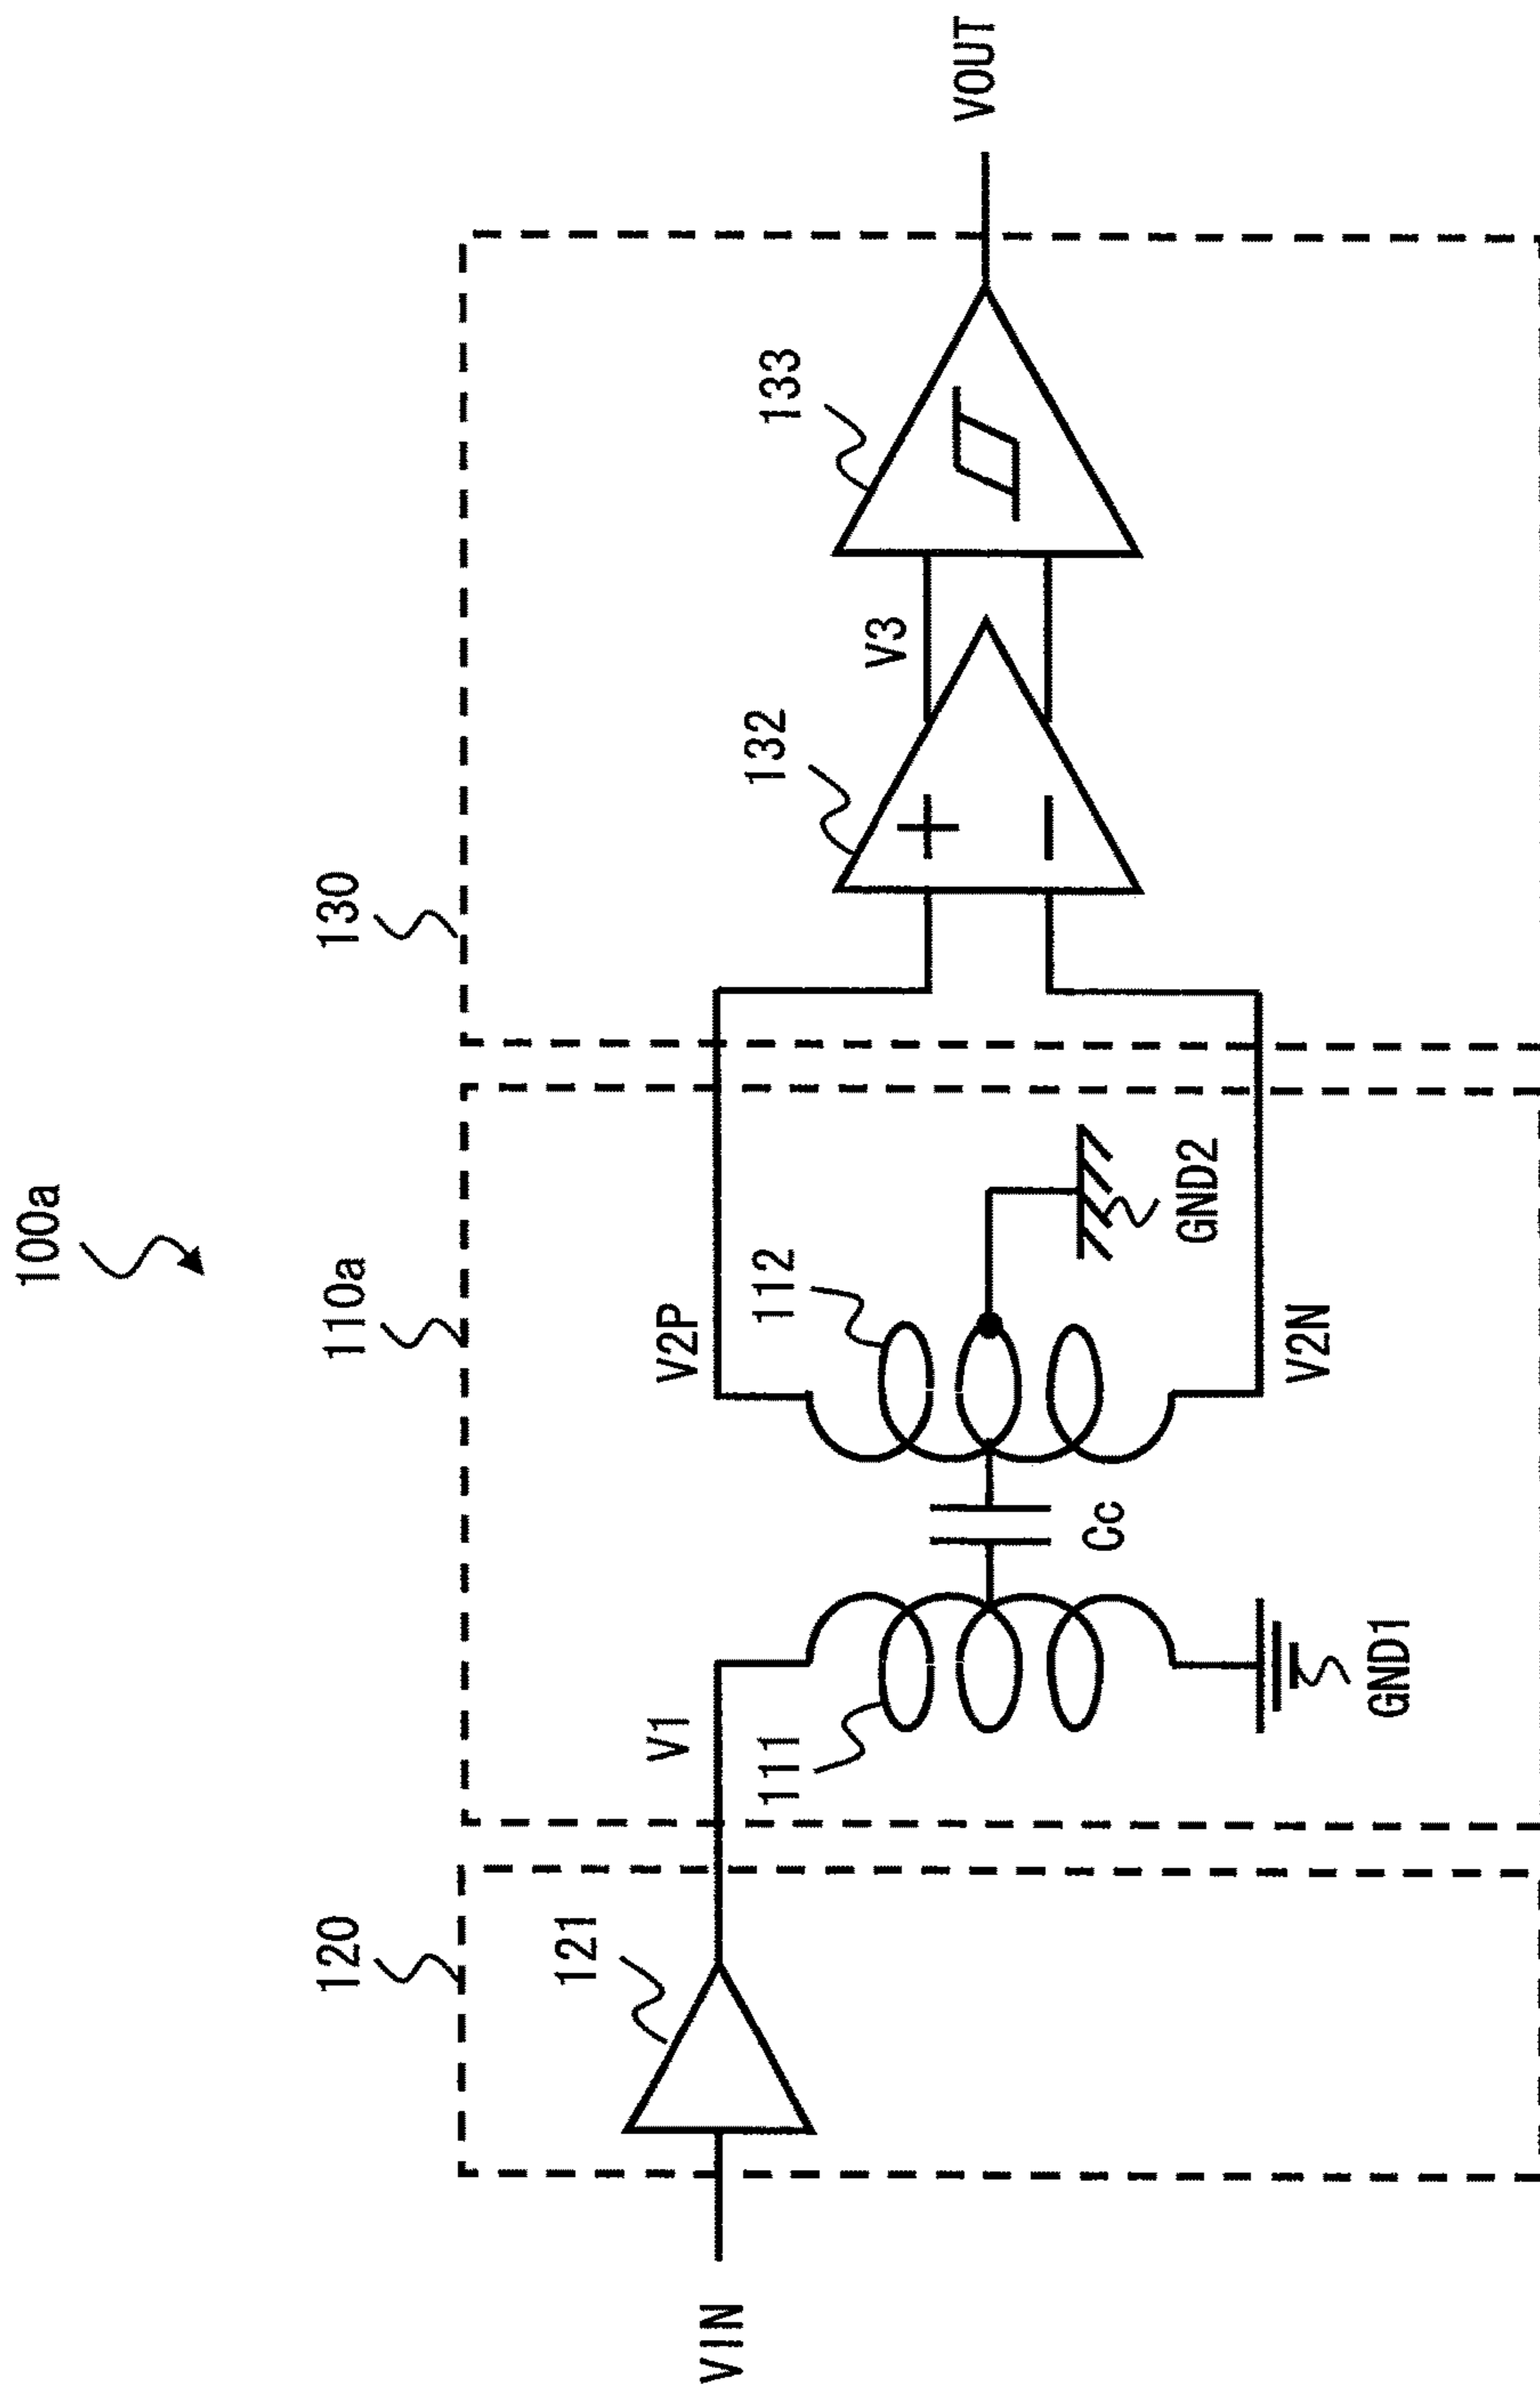 100a
120
110a
130
VIN
121
V1
111
Cc
GND1
V2P
112
V2N
GND2
132
V3
133
VOUT